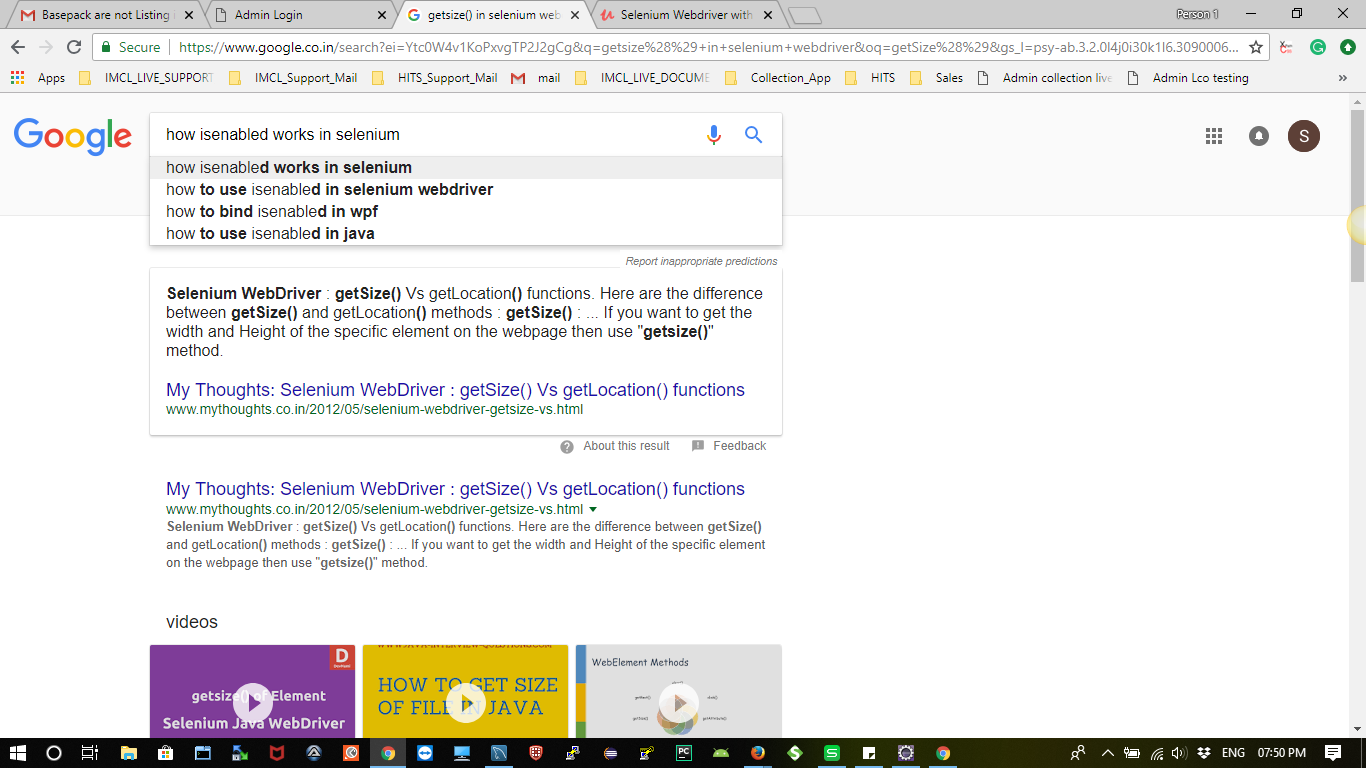 Basepack are not Listing
Admin Login
getsize() in selenium web
Selenium Webdriver with
Person 1
Secure
https://www.google.co.in/search?ei=Ytc0W4v1KoPxvgTP2J2gCg&q=getsize%28%29+in+selenium+webdriver&oq=getSize%28%29&gs_l=psy-ab.3.2.0l4j0i30k1l6.3090006...
Apps
IMCL_LIVE_SUPPORT
IMCL_Support_Mail
HITS_Support_Mail
mail
IMCL_LIVE_DOCUME
Collection_App
HITS
Sales
Admin collection live
Admin Lco testing
Google
how isenabled works in selenium
S
how isenabled works in selenium
how to use isenabled in selenium webdriver
how to bind isenabled in wpf
how to use isenabled in java
Report inappropriate predictions
Selenium WebDriver : getSize() Vs getLocation() functions. Here are the difference
between getSize() and getLocation() methods : getSize() : ... If you want to get the
width and Height of the specific element on the webpage then use "getsize()"
method.
My Thoughts: Selenium WebDriver : getSize() Vs getLocation() functions
www.mythoughts.co.in/2012/05/selenium-webdriver-getsize-vs.html
About this result
Feedback
My Thoughts: Selenium WebDriver : getSize() Vs getLocation() functions
www.mythoughts.co.in/2012/05/selenium-webdriver-getsize-vs.html
Selenium WebDriver : getSize() Vs getLocation() functions. Here are the difference between getSize()
and getLocation() methods : getSize() : ... If you want to get the width and Height of the specific element
on the webpage then use "getsize()" method.
videos
D
getsize() of Element
Selenium Java WebDriver
HOW TO GET SIZE
OF FILE IN JAVA
WebElement Methods
ENG
07:50 PM